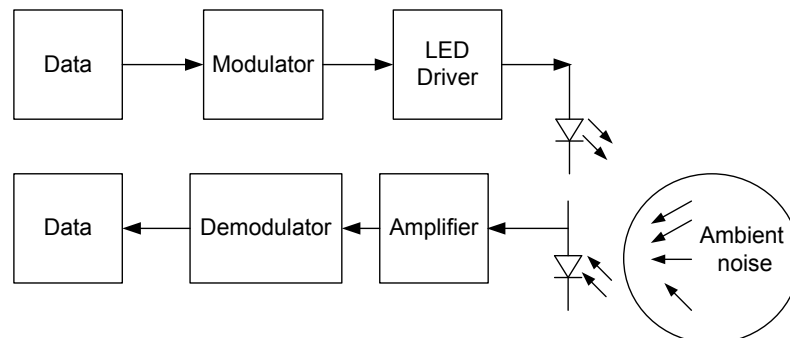 Data
Modulator
LED
Driver
Data
Demodulator
Amplifier
Ambient
noise